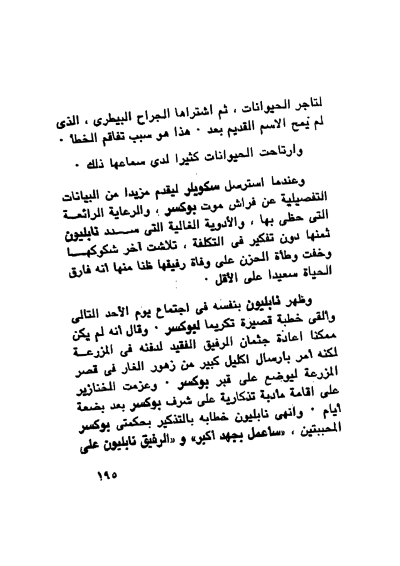 لتاجر الحيوانات ، ثم اشتراها الجراح البيطرى ، الذى
لم يمح الاسم القديم بعد · هذا هو سبب تفاقم الخطأ ·
وارتاحت الحيوانات كثيرا لدى سماعها ذلك ·
وعندما استرسل سكويلر ليقدم مزيدا من البيانات
التفصيلية عن فراش موت بوكسر ، والرعاية الرائعة
التى حظى بها ، والأدوية الغالية التى سدد نابليون
ثمنها دون تفكير فى التكلفة ، تلاشت آخر شكوكها
وخفت وطأة الحزن على وفاة رفيقها ظنا منها أنه فارق
الحياة سعيدا على الأقل ·
وظهر نابليون بنفسه فى اجتماع يوم الأحد التالى
وألقى خطبة قصيرة تكريما لبوكسر · وقال انه لم يكن
ممكنا اعادة جثمان الرفيق الفقيد لدفنه فى المزرعة
لكنه أمر بارسال اكليل كبير من زهور الغار فى قصر
المزرعة ليوضع على قبر بوكسر · وعزمت الخنازير
على اقامة مأدبة تذكارية على شرف بوكسر بعد بضعة
أيام · وأنهى نابليون خطابه بالتذكير بحكمتى بوكسر
المحببتين ، «سأعمل بجهد أكبر» و «الرفيق نابليون على
١٩٥